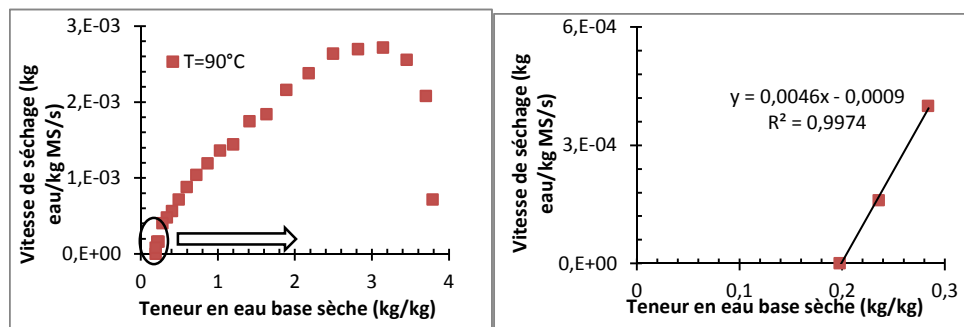 3,E-03
2,E-03
1,E-03
0,E+00
Vitesse de séchage (kg
eau/kg MS/s)
T=90°C
0
1
2
3
4
Teneur en eau base sèche (kg/kg)
6,E-04
3,E-04
0,E+00
Vitesse de séchage (kg
eau/kg MS/s)
y = 0,0046x - 0,0009
R² = 0,9974
0
0,1
0,2
0,3
Teneur en eau base sèche (kg/kg)